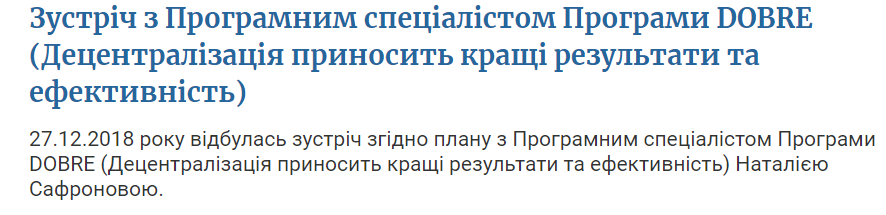 Зустріч з Програмним спеціалістом Програми DOBRE
(Децентралізація приносить кращі результати та
ефективність)
27.12.2018 року відбулась зустріч згідно плану з Програмним спеціалістом Програми
DOBRE (Децентралізація приносить кращі результати та ефективність) Наталією
Сафроновою.